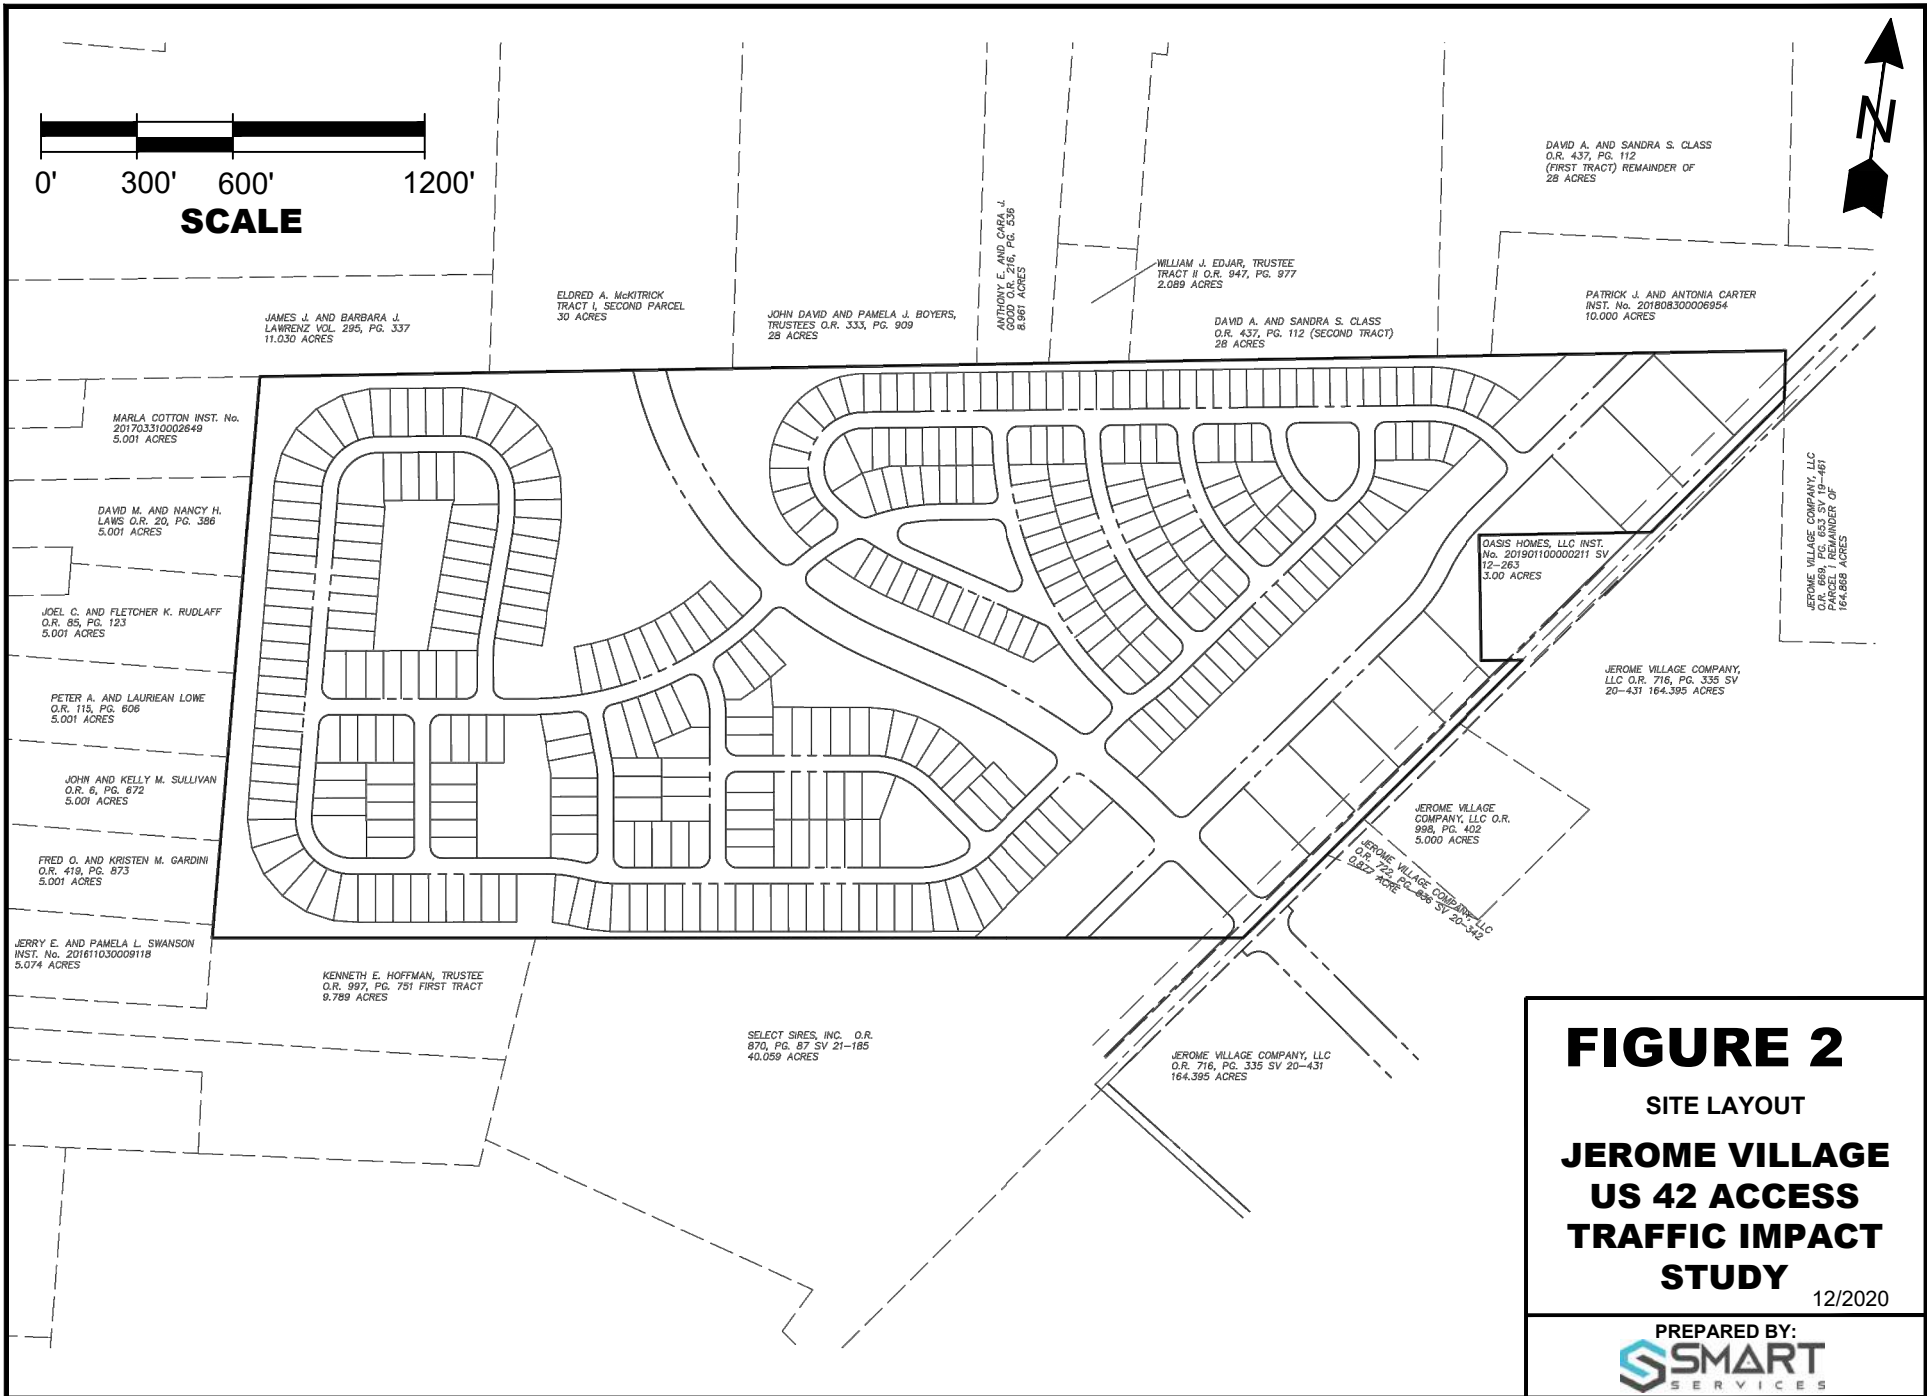 0' 300' 600' 1200'
SCALE
N
DAVID A. AND SANDRA S. CLASS
O.R. 437, PG. 112
(FIRST TRACT) REMAINDER OF
28 ACRES
ANTHONY E. AND CARA J.
GOOD O.R. 216, PG. 536
8.961 ACRES
WILLIAM J. EDJAR, TRUSTEE
TRACT II O.R. 947, PG. 977
2.089 ACRES
JAMES J. AND BARBARA J.
LAWRENZ VOL. 295, PG. 337
11.030 ACRES
ELDRED A. McKITRICK
TRACT I, SECOND PARCEL
30 ACRES
JOHN DAVID AND PAMELA J. BOYERS,
TRUSTEES O.R. 333, PG. 909
28 ACRES
DAVID A. AND SANDRA S. CLASS
O.R. 437, PG. 112 (SECOND TRACT)
28 ACRES
PATRICK J. AND ANTONIA CARTER
INST. No. 201808300006954
10.000 ACRES
MARLA COTTON INST. No.
201703310002649
5.001 ACRES
DAVID M. AND NANCY H.
LAWS O.R. 20, PG. 386
5.001 ACRES
JOEL C. AND FLETCHER K. RUDLAFF
O.R. 85, PG. 123
5.001 ACRES
PETER A. AND LAURIEAN LOWE
O.R. 115, PG. 606
5.001 ACRES
JOHN AND KELLY M. SULLIVAN
O.R. 6, PG. 672
5.001 ACRES
FRED O. AND KRISTEN M. GARDINI
O.R. 419, PG. 873
5.001 ACRES
JERRY E. AND PAMELA L. SWANSON
INST. No. 201611030009118
5.074 ACRES
OASIS HOMES, LLC INST.
No. 201901100000211 SV
12-263
3.00 ACRES
JEROME VILLAGE COMPANY, LLC
O.R. 669, PG. 653 SV 19-461
PARCEL I REMAINDER OF
164.868 ACRES
JEROME VILLAGE COMPANY,
LLC O.R. 716, PG. 335 SV
20-431 164.395 ACRES
JEROME VILLAGE
COMPANY, LLC O.R.
998, PG. 402
5.000 ACRES
JEROME VILLAGE COMPANY, LLC
O.R. 722, PG. 836 SV 20-342
0.827 ACRE
KENNETH E. HOFFMAN, TRUSTEE
O.R. 997, PG. 751 FIRST TRACT
9.789 ACRES
SELECT SIRES, INC. O.R.
870, PG. 87 SV 21-185
40.059 ACRES
JEROME VILLAGE COMPANY, LLC
O.R. 716, PG. 335 SV 20-431
164.395 ACRES
FIGURE 2
SITE LAYOUT
JEROME VILLAGE
US 42 ACCESS
TRAFFIC IMPACT
STUDY
12/2020
PREPARED BY:
SMART
SERVICES